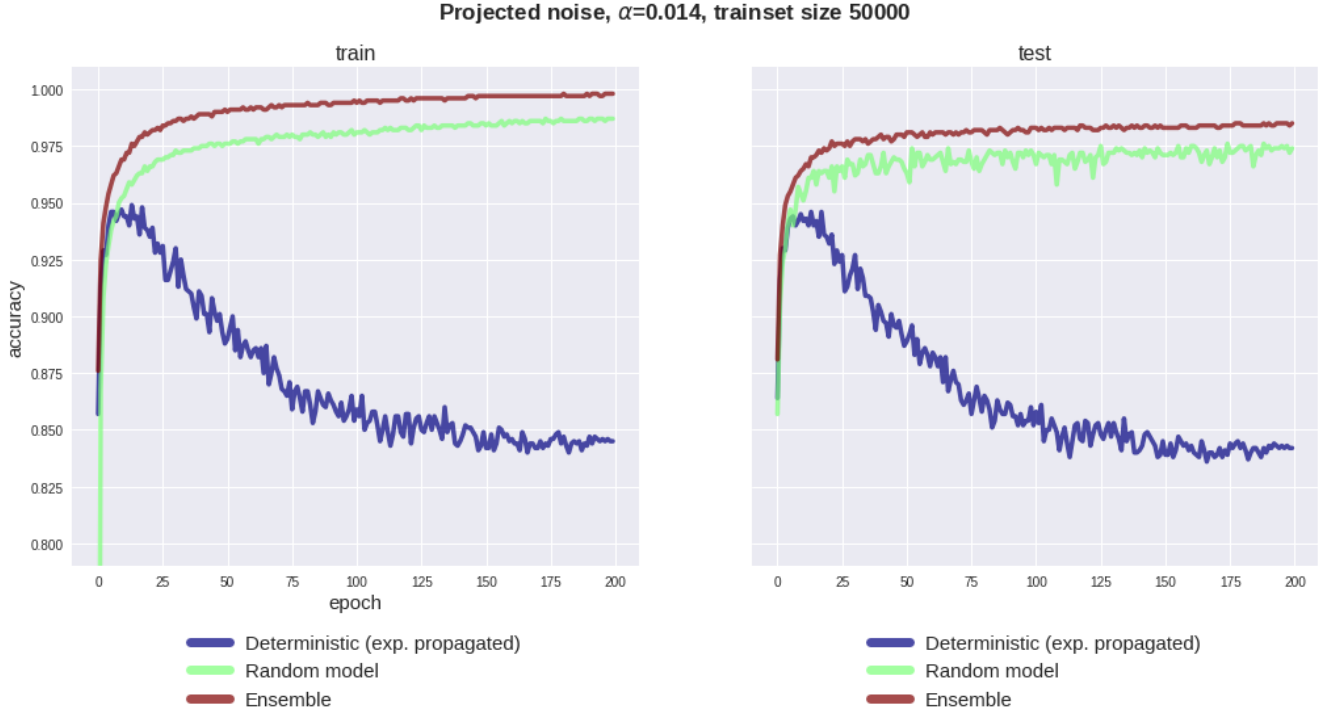 Projected noise, α=0.014, trainset size 50000
train
test
accuracy
1.000
0.975
0.950
0.925
0.900
0.875
0.850
0.825
0.800
0 25 50 75 100 125 150 175 200
0 25 50 75 100 125 150 175 200
epoch
Deterministic (exp. propagated)
Random model
Ensemble
Deterministic (exp. propagated)
Random model
Ensemble